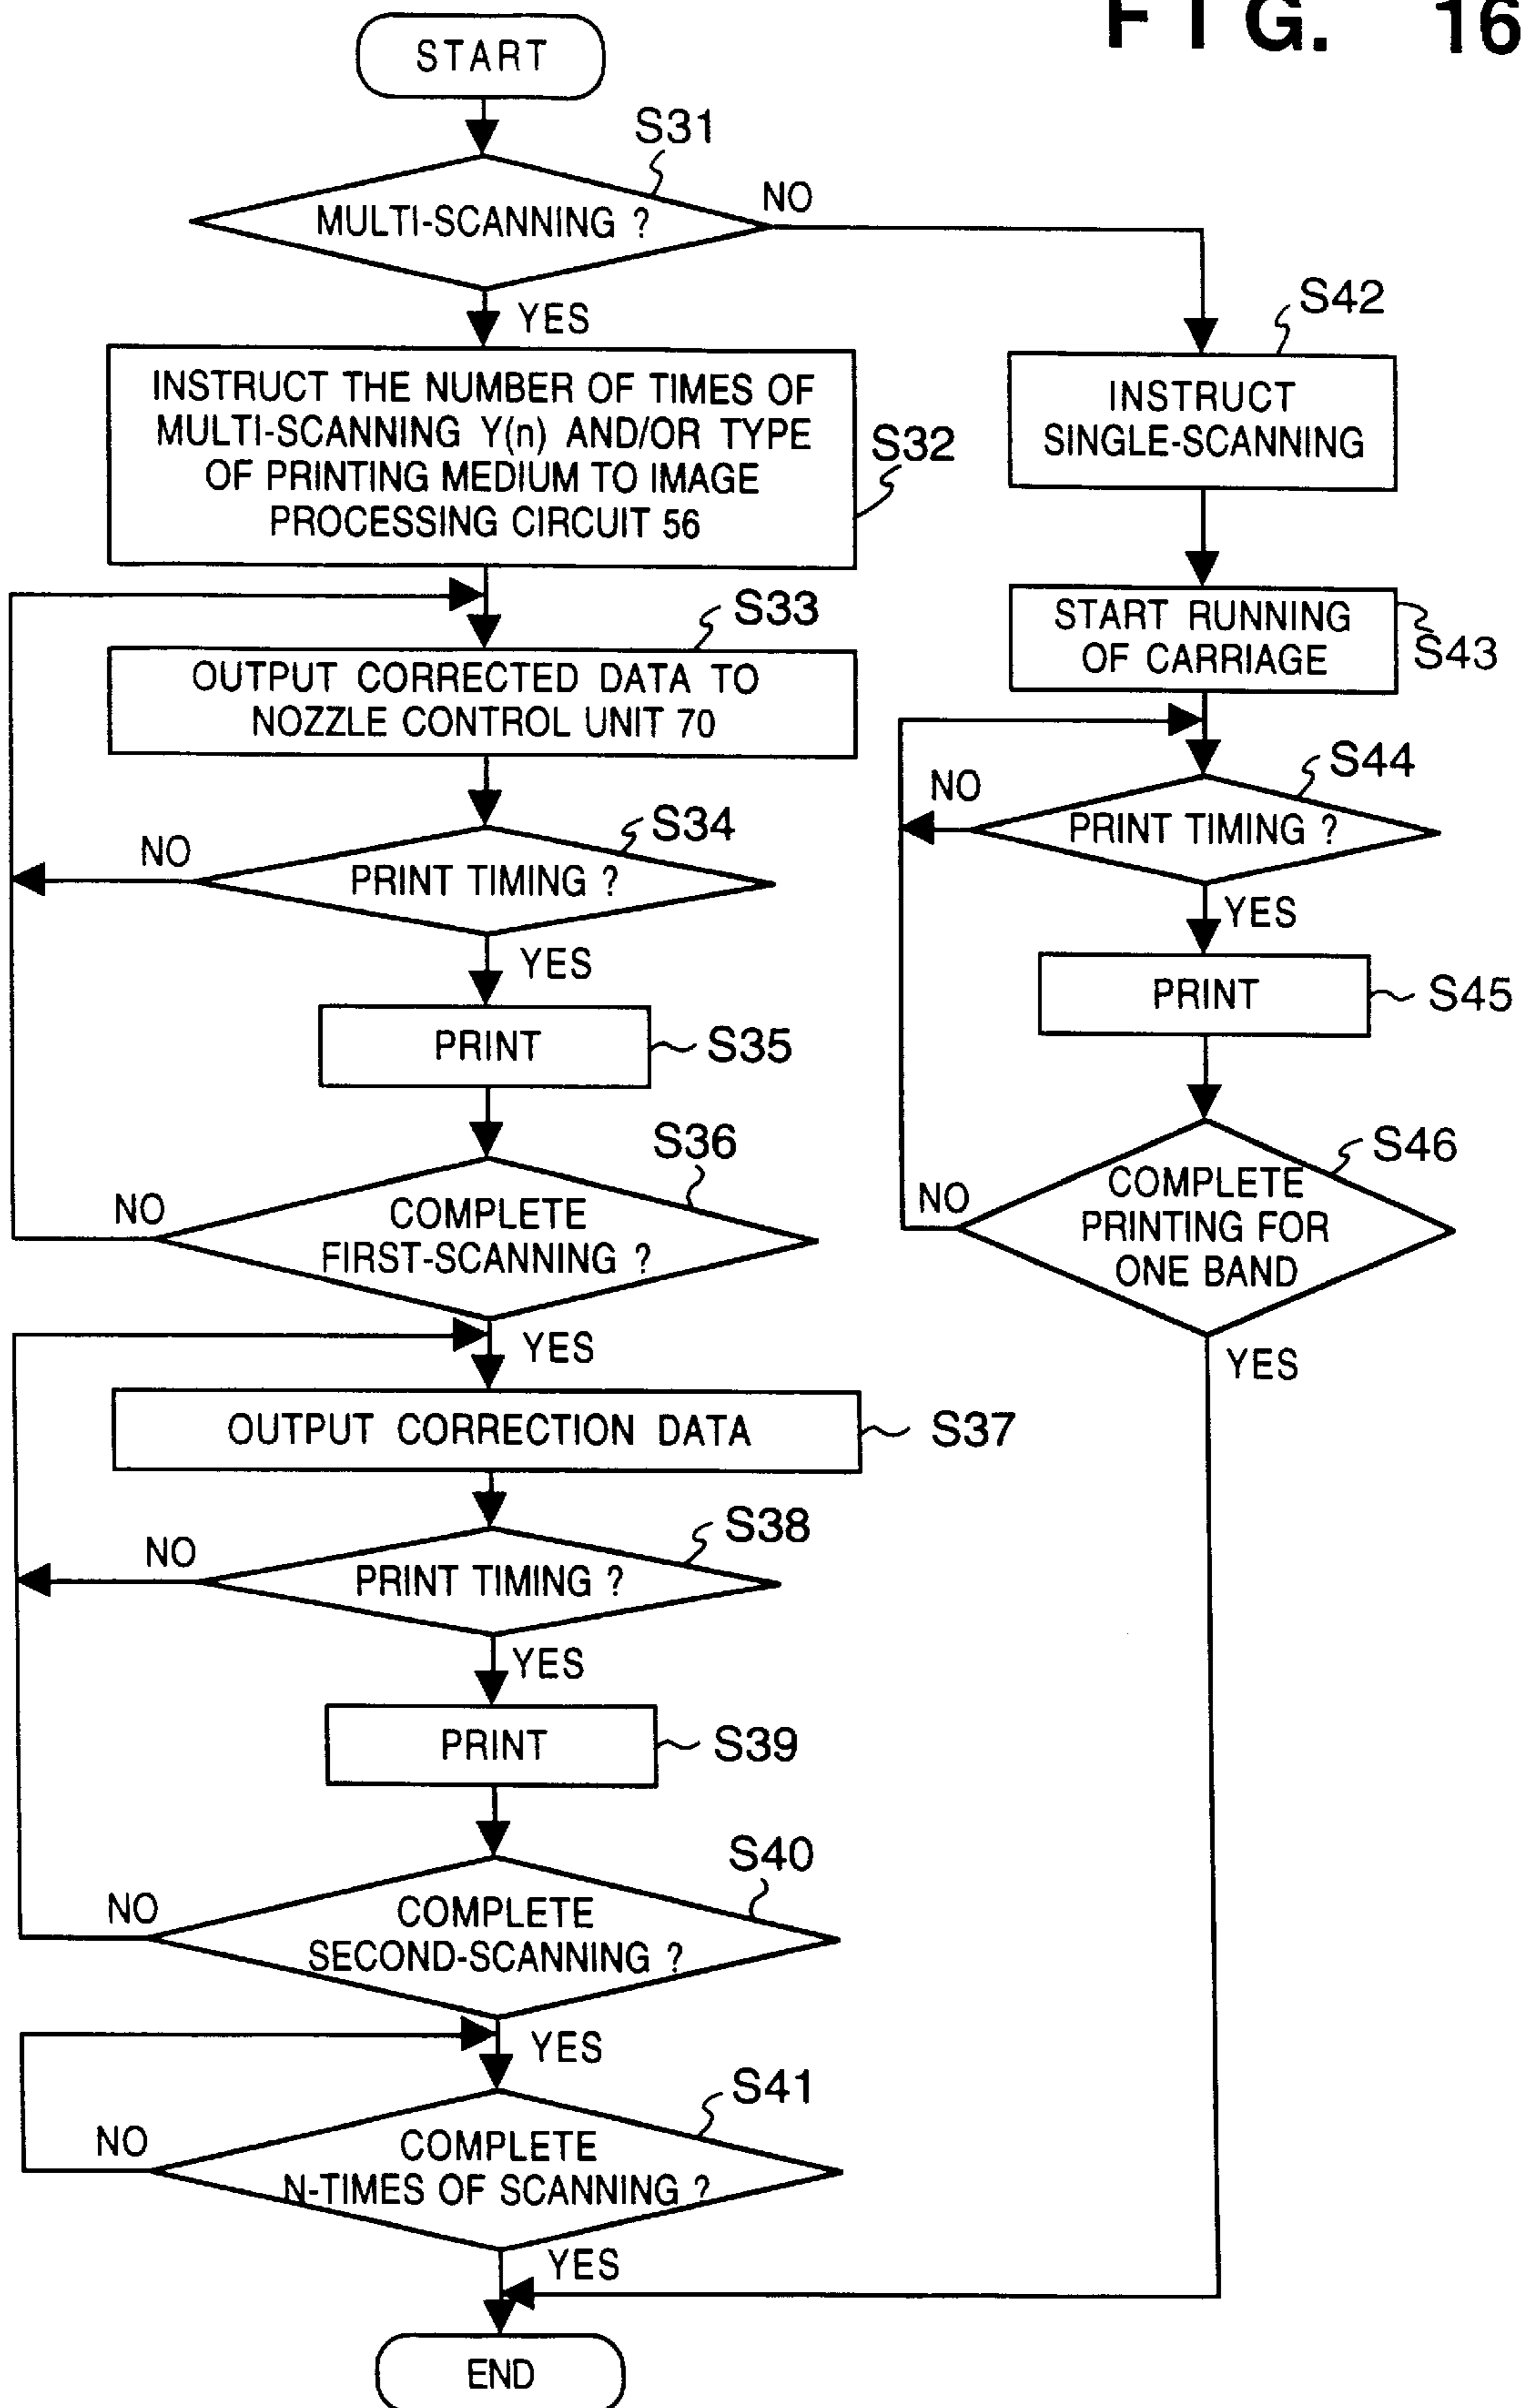 FIG. 16
START
S31
MULTI-SCANNING ?
NO
YES
INSTRUCT THE NUMBER OF TIMES OF
MULTI-SCANNING Y(n) AND/OR TYPE
OF PRINTING MEDIUM TO IMAGE
PROCESSING CIRCUIT 56
S32
S33
OUTPUT CORRECTED DATA TO
NOZZLE CONTROL UNIT 70
S34
NO
PRINT TIMING ?
YES
PRINT
S35
S36
NO
COMPLETE
FIRST-SCANNING ?
YES
OUTPUT CORRECTION DATA
S37
S38
NO
PRINT TIMING ?
YES
PRINT
S39
S40
NO
COMPLETE
SECOND-SCANNING ?
YES
S41
NO
COMPLETE
N-TIMES OF SCANNING ?
YES
END
S42
INSTRUCT
SINGLE-SCANNING
START RUNNING
OF CARRIAGE
S43
S44
NO
PRINT TIMING ?
YES
PRINT
S45
S46
NO
COMPLETE
PRINTING FOR
ONE BAND
YES